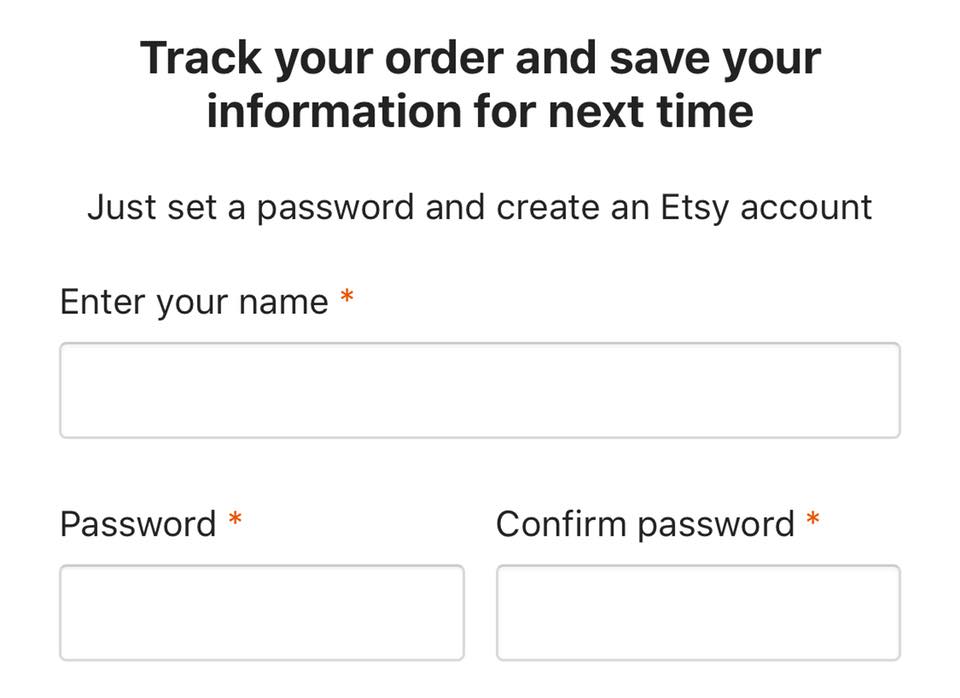 Track your order and save your
information for next time
Just set a password and create an Etsy account
Enter your name *
Password *
Confirm password *